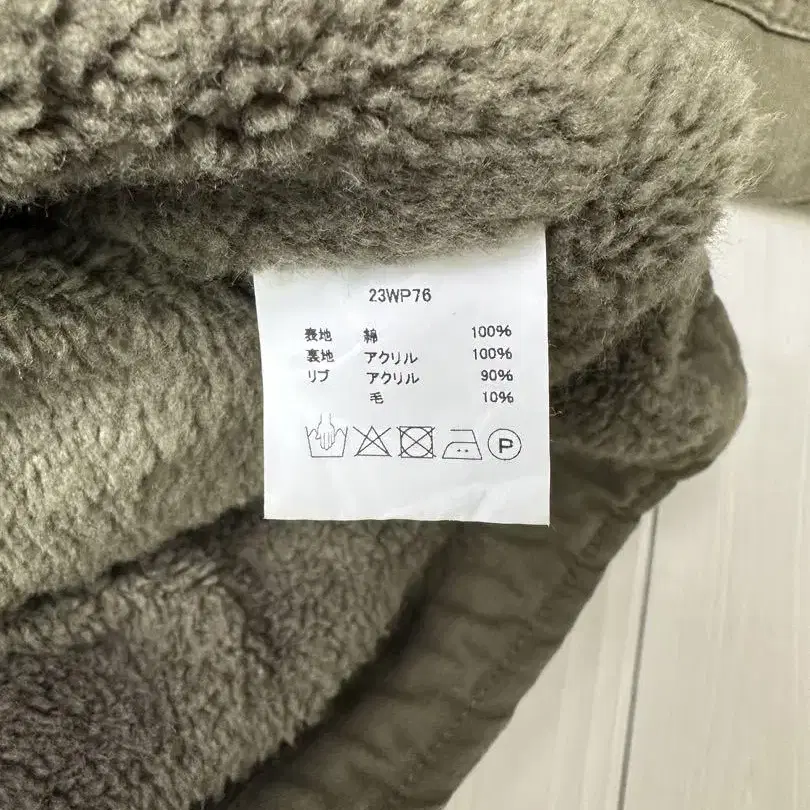 23WP76
表地 綿 100%
裏地 アクリル 100%
リブ アクリル 90%
毛 10%
P